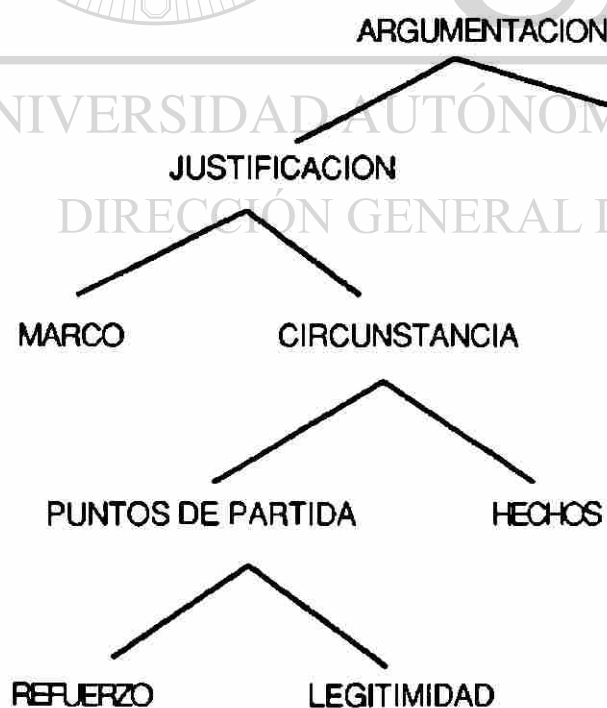 ARGUMENTACION
NIVERSIDAD AUTÓNOM
JUSTIFICACION
DIRECCIÓN GENERAL D
MARCO CIRCUNSTANCIA
PUNTOS DE PARTIDA HECHOS
REFUERZO LEGITIMIDAD